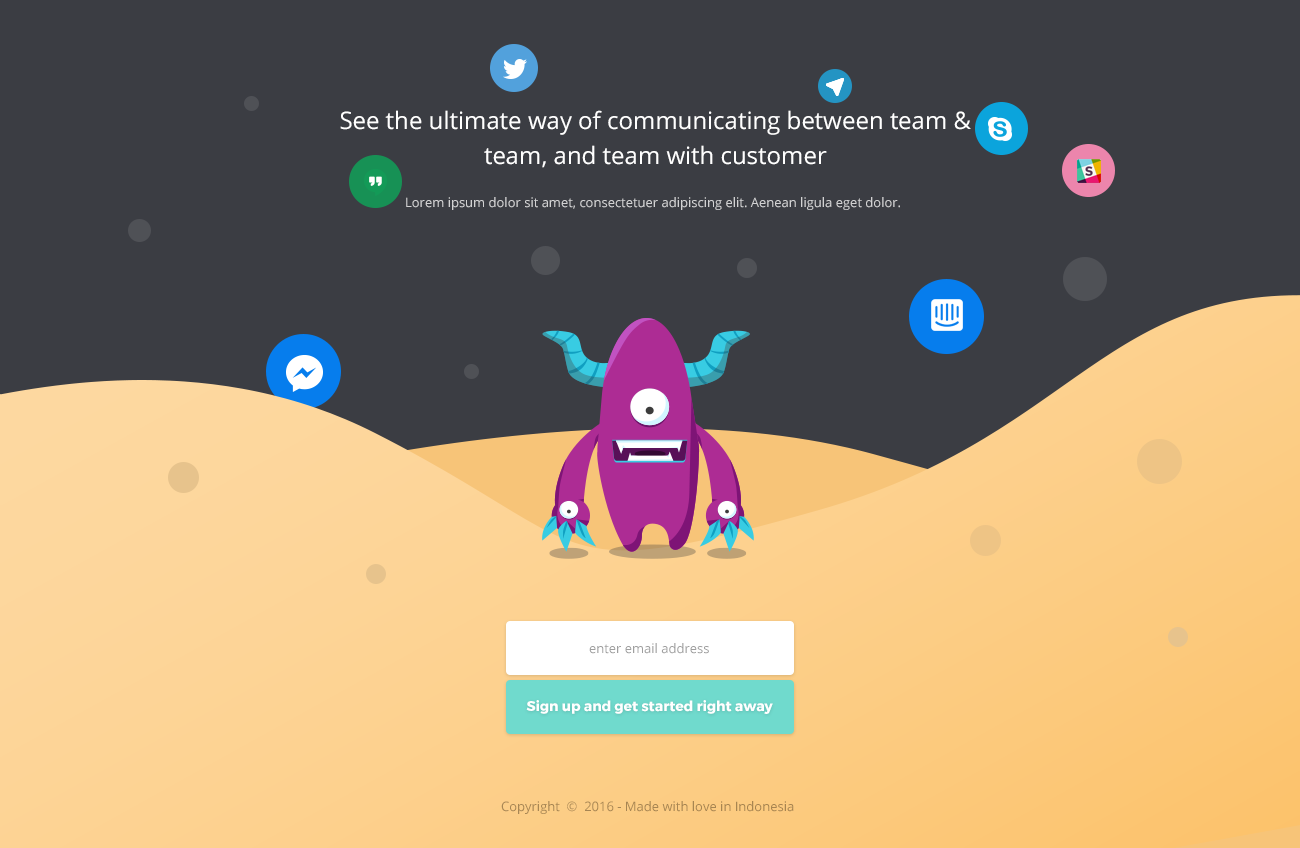 See the ultimate way of communicating between team &
team, and team with customer
Lorem ipsum dolor sit amet, consectetuer adipiscing elit. Aenean ligula eget dolor.
enter email address
Sign up and get started right away
Copyright © 2016 - Made with love in Indonesia